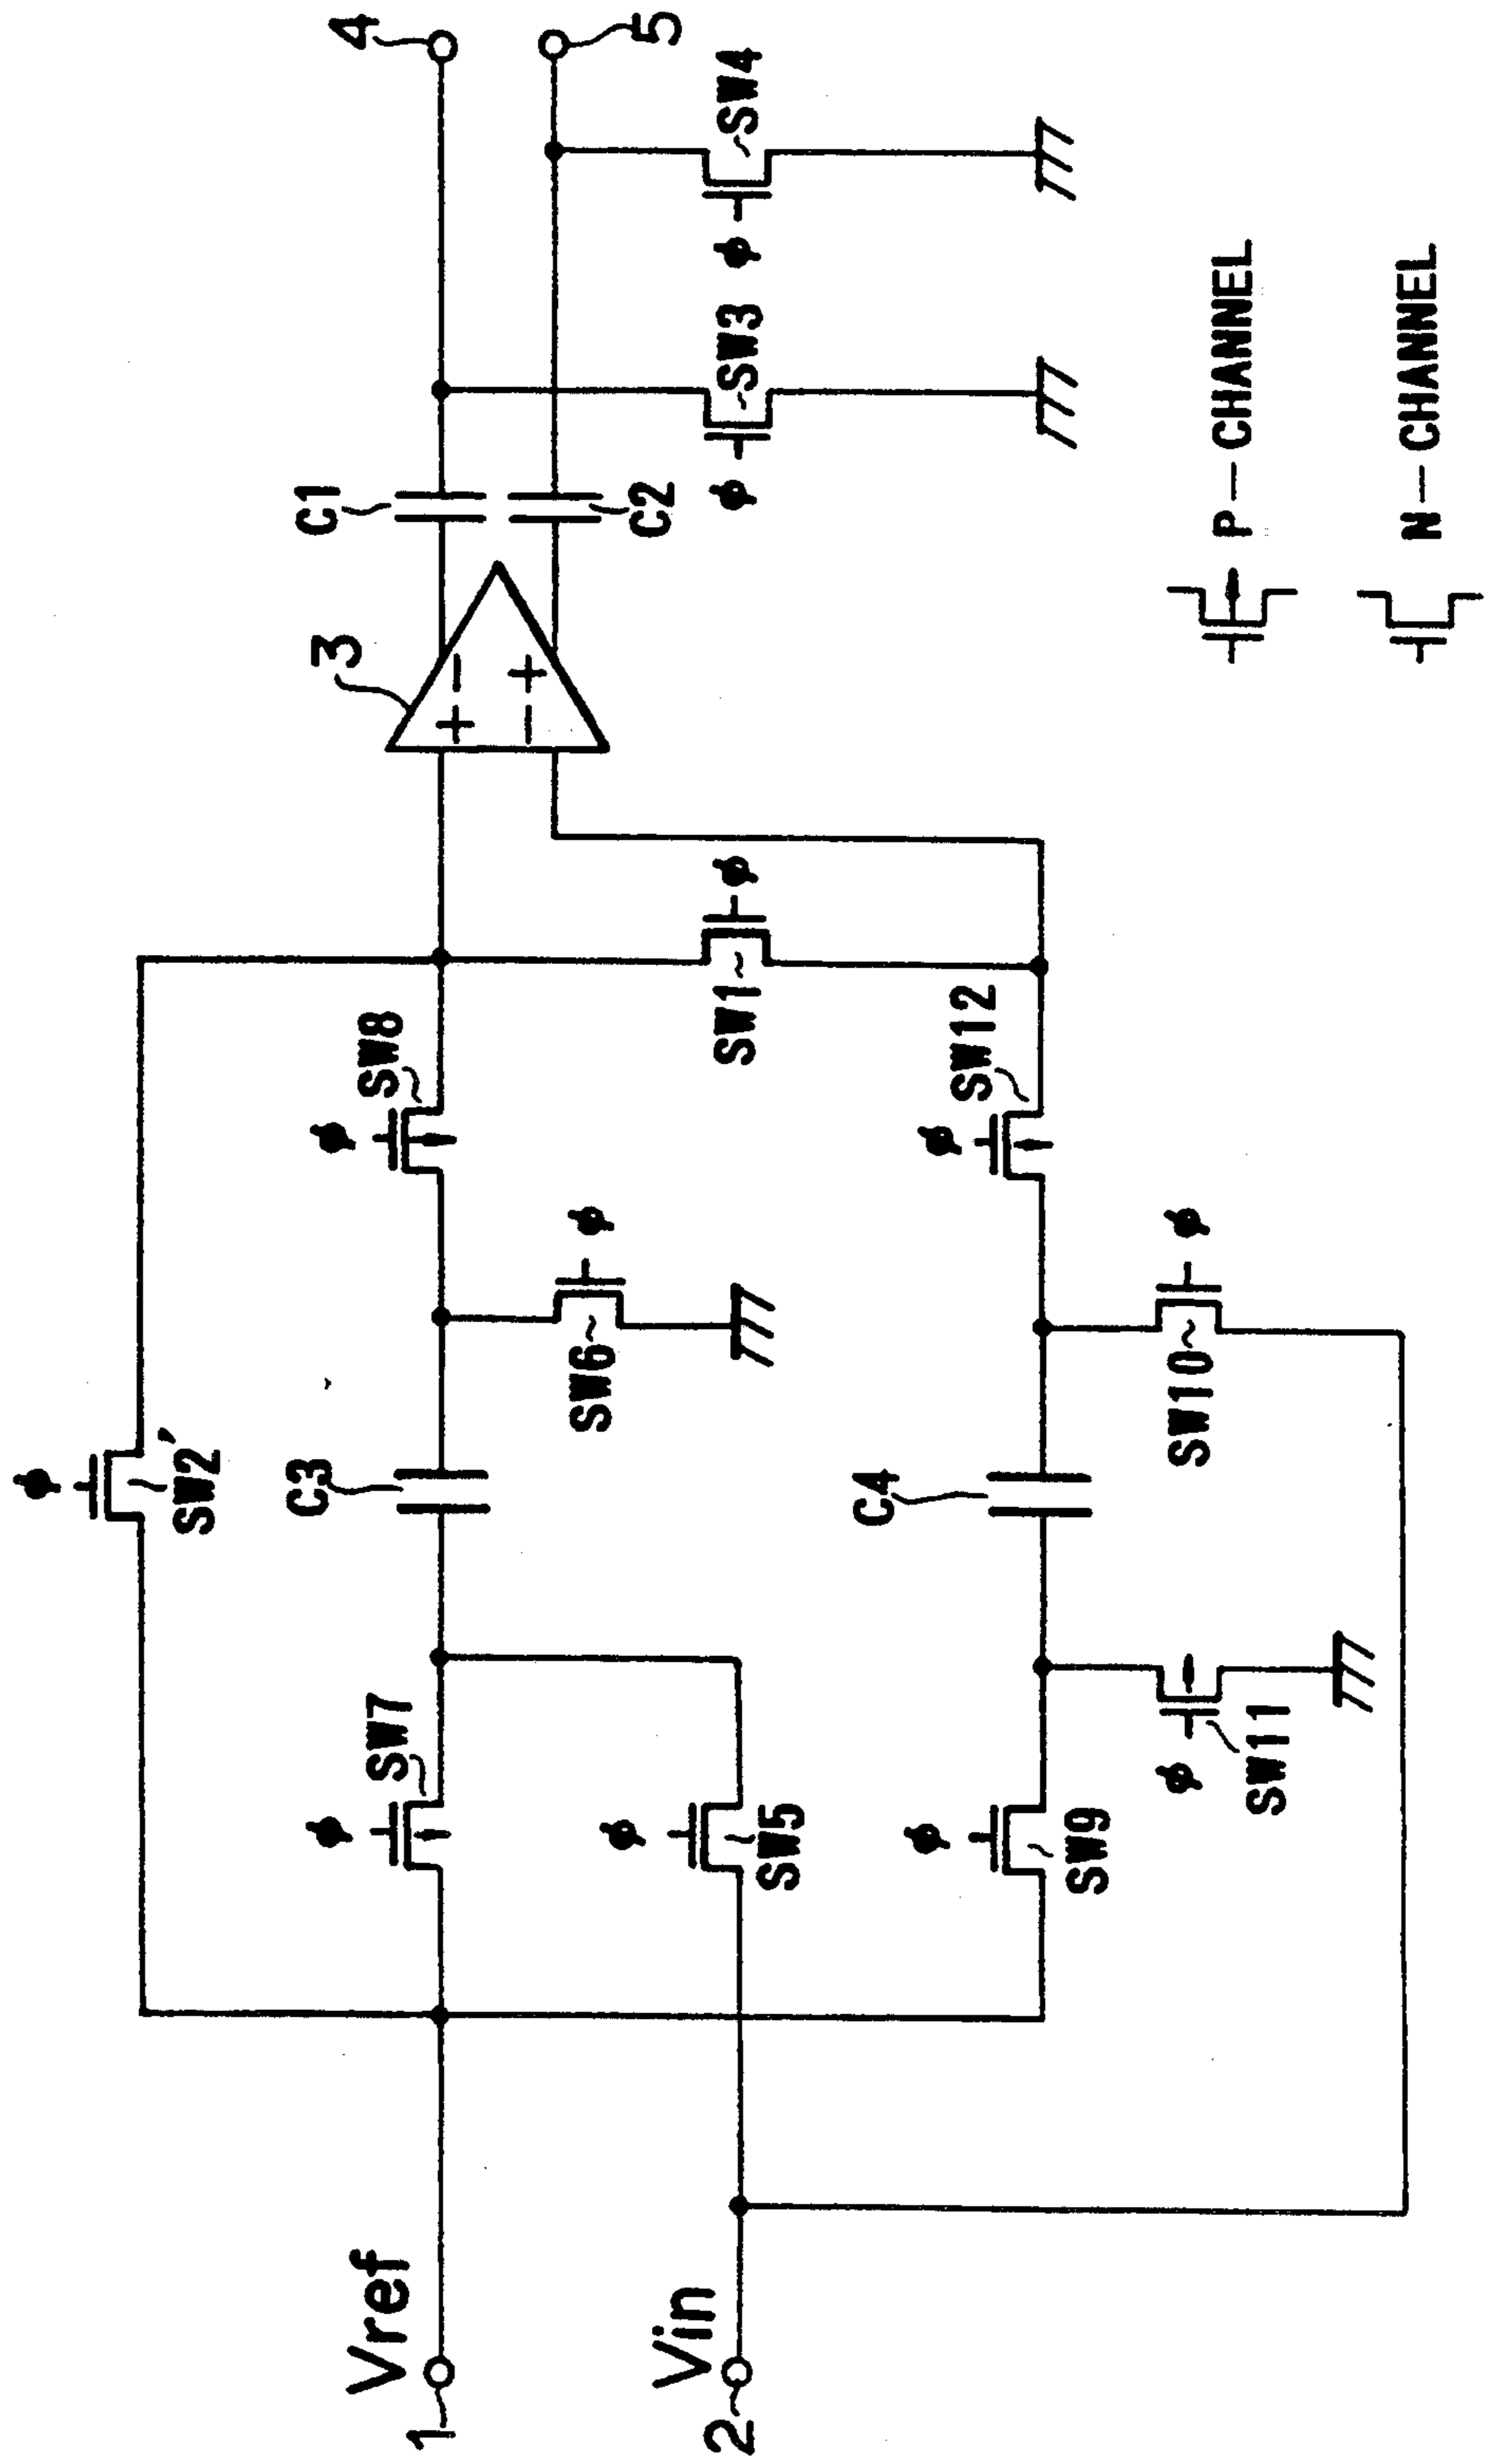 ϕ
SW2'
Vref
1
ϕ
SW7
C3
ϕ
SW8
3
C1
4
Vin
2
ϕ
SW5
SW6
ϕ
SW1
ϕ
C2
5
ϕ
SW3
ϕ
SW4
ϕ
SW9
C4
ϕ
SW12
ϕ
SW11
SW10
ϕ
+ −
− +
P — CHANNEL
N — CHANNEL